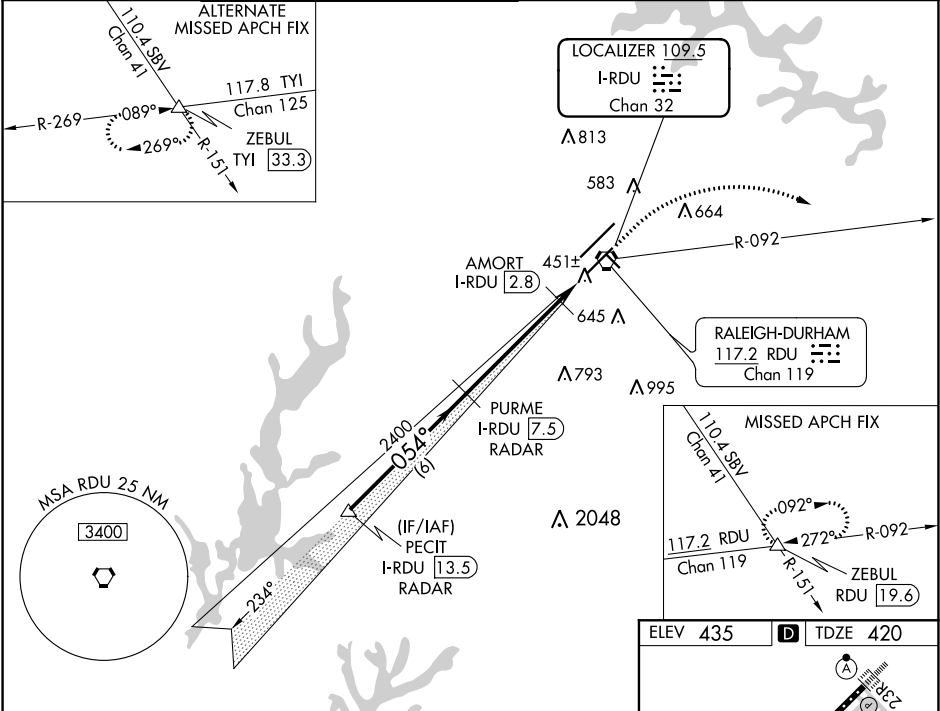 ALTERNATE
MISSED APCH FIX
110.4 SBV
Chan 41
117.8 TYI
Chan 125
R-269
089°
269°
R-151
ZEBUL
TYI 33.3
LOCALIZER 109.5
I-RDU
Chan 32
813
583
664
R-092
AMORT
I-RDU 2.8
451±
645
RALEIGH-DURHAM
117.2 RDU
Chan 119
793
995
PURME
I-RDU 7.5
RADAR
2400
054°
(6)
MISSED APCH FIX
110.4 SBV
Chan 41
092°
272°
R-092
117.2 RDU
Chan 119
R-151
ZEBUL
RDU 19.6
MSA RDU 25 NM
3400
(IF/IAF)
PECIT
I-RDU 13.5
RADAR
2048
234°
ELEV 435 D TDZE 420
A
23R
P